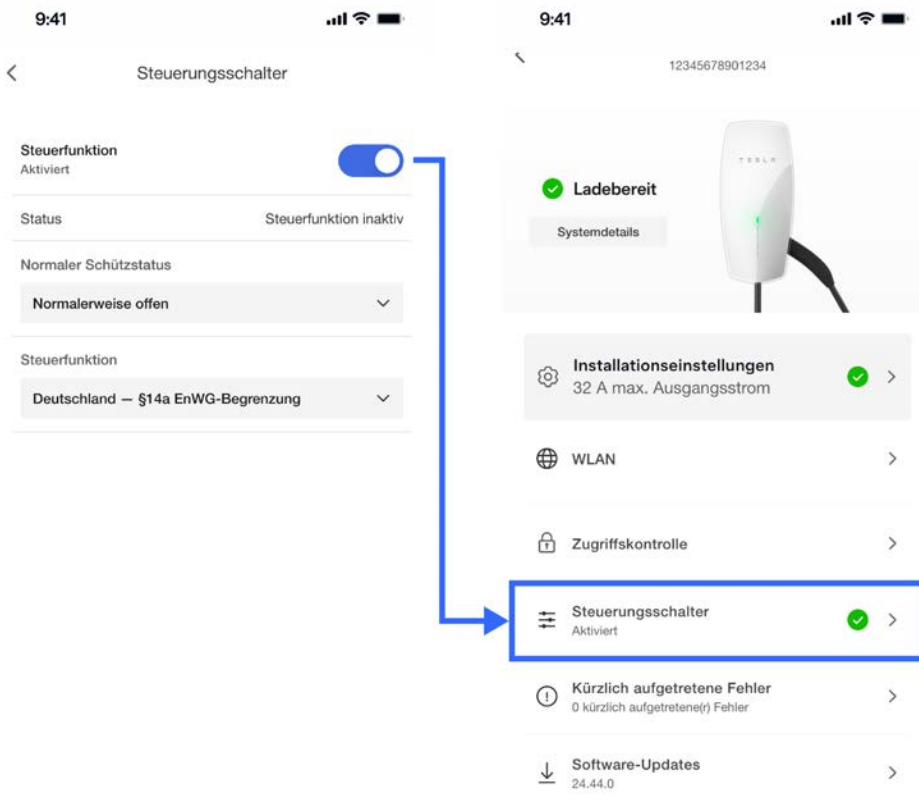 9:41
Steuerungsschalter
Steuerfunktion
Aktiviert
Status
Steuerfunktion inaktiv
Normaler Schützstatus
Normalerweise offen
Steuerfunktion
Deutschland — §14a EnWG-Begrenzung
9:41
12345678901234
TESLA
Ladebereit
Systemdetails
Installationseinstellungen
32 A max. Ausgangsstrom
WLAN
Zugriffskontrolle
Steuerungsschalter
Aktiviert
Kürzlich aufgetretene Fehler
0 kürzlich aufgetretene(r) Fehler
Software-Updates
24.44.0